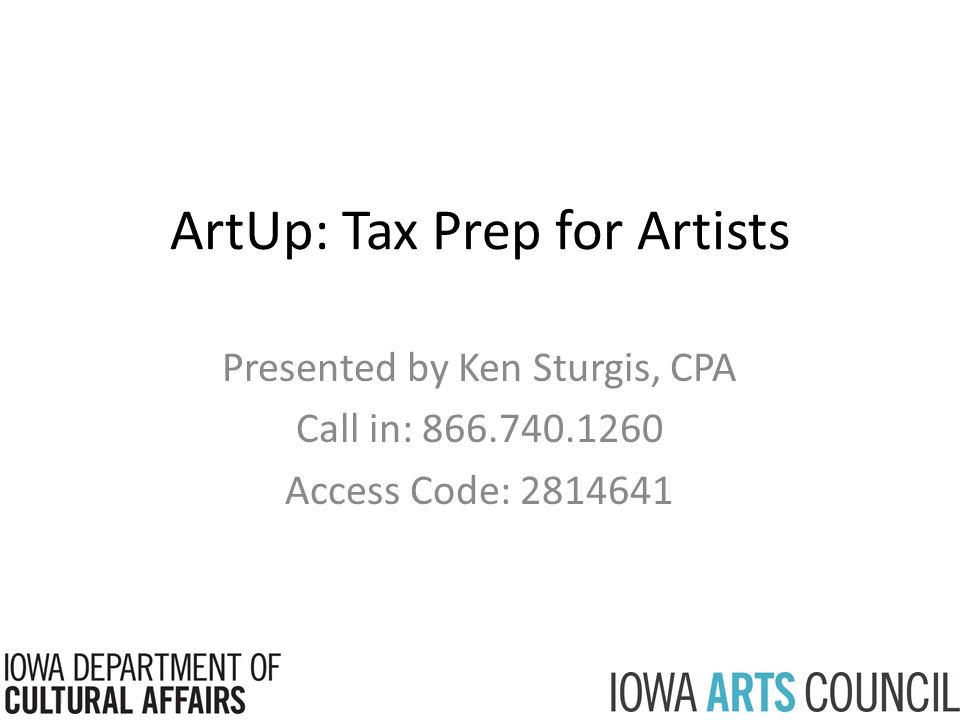 ArtUp: Tax Prep for Artists
Presented by Ken Sturgis, CPA
Call in: 866.740.1260
Access Code: 2814641
IOWA DEPARTMENT OF
CULTURAL AFFAIRS
IOWA ARTS COUNCIL